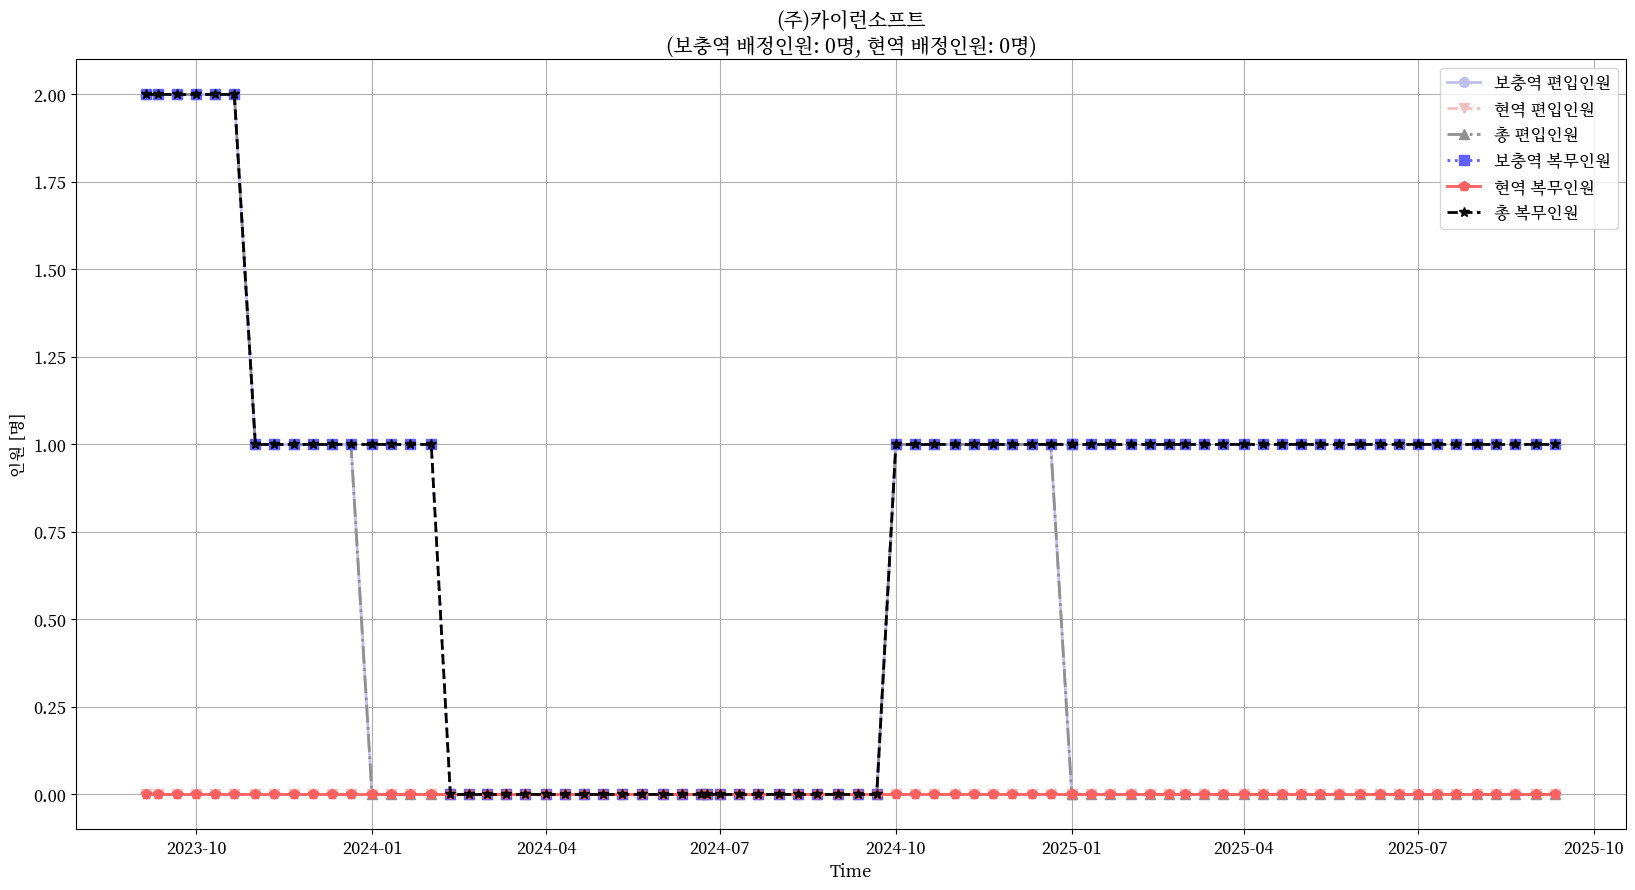 (주)카이런소프트
(보충역 배정인원: 0명, 현역 배정인원: 0명)
보충역 편입인원
현역 편입인원
총 편입인원
보충역 복무인원
현역 복무인원
총 복무인원
인원 [명]
2.00
1.75
1.50
1.25
1.00
0.75
0.50
0.25
0.00
2023-10 2024-01 2024-04 2024-07 2024-10 2025-01 2025-04 2025-07 2025-10
Time